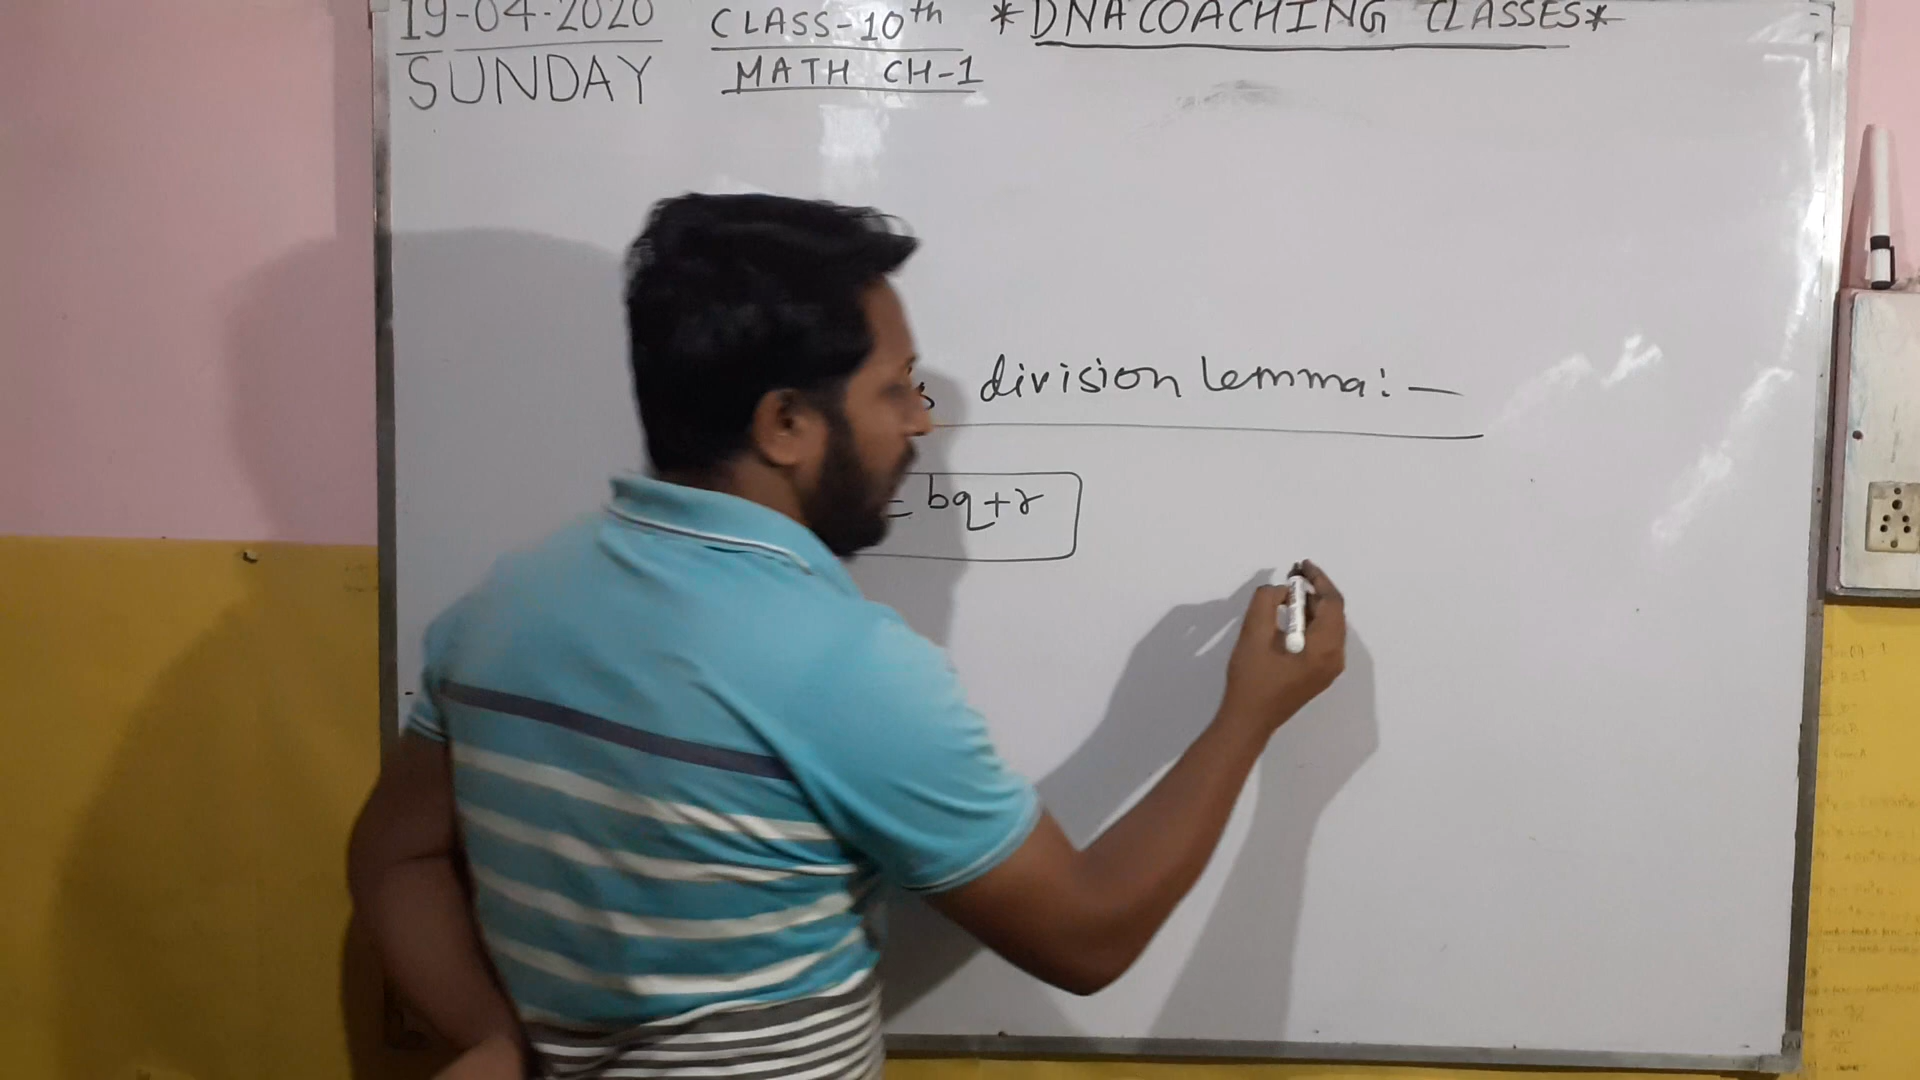 19-04-2020 CLASS-10th *DNA COACHING CLASSES*
SUNDAY MATH CH-1
s division lemma:-
= bq+r